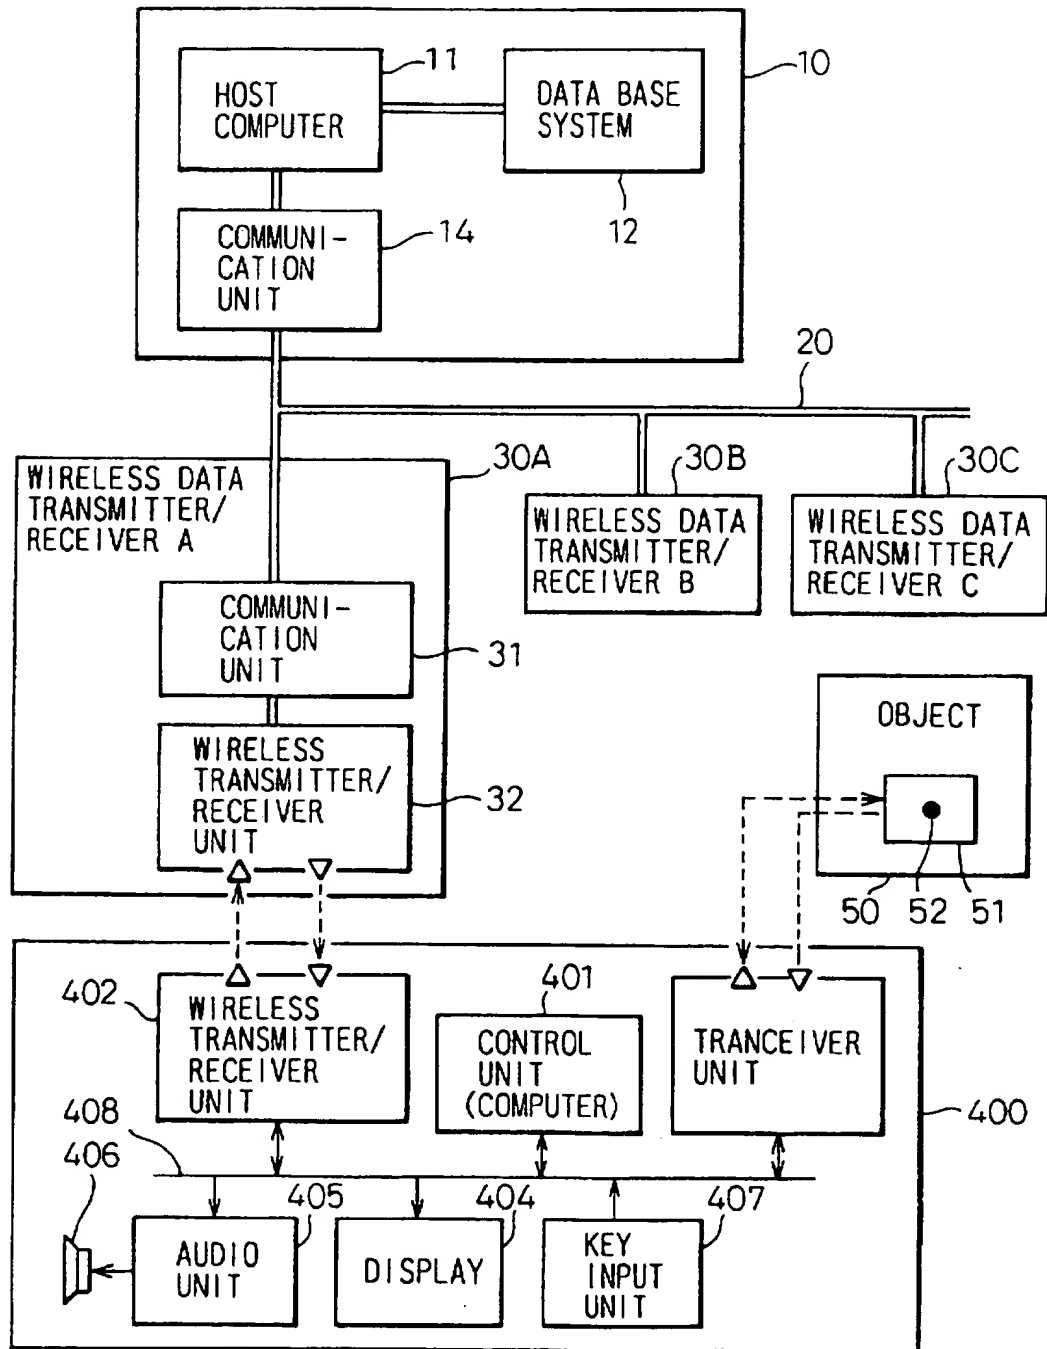 10
11
HOST
COMPUTER
DATA BASE
SYSTEM
12
COMMUNI-
CATION
UNIT
14
20
30A
WIRELESS DATA
TRANSMITTER/
RECEIVER A
30B
WIRELESS DATA
TRANSMITTER/
RECEIVER B
30C
WIRELESS DATA
TRANSMITTER/
RECEIVER C
COMMUNI-
CATION
UNIT
31
WIRELESS
TRANSMITTER/
RECEIVER
UNIT
32
OBJECT
50
52
51
402
WIRELESS
TRANSMITTER/
RECEIVER
UNIT
401
CONTROL
UNIT
(COMPUTER)
TRANCEIVER
UNIT
400
408
406
405
AUDIO
UNIT
404
DISPLAY
407
KEY
INPUT
UNIT